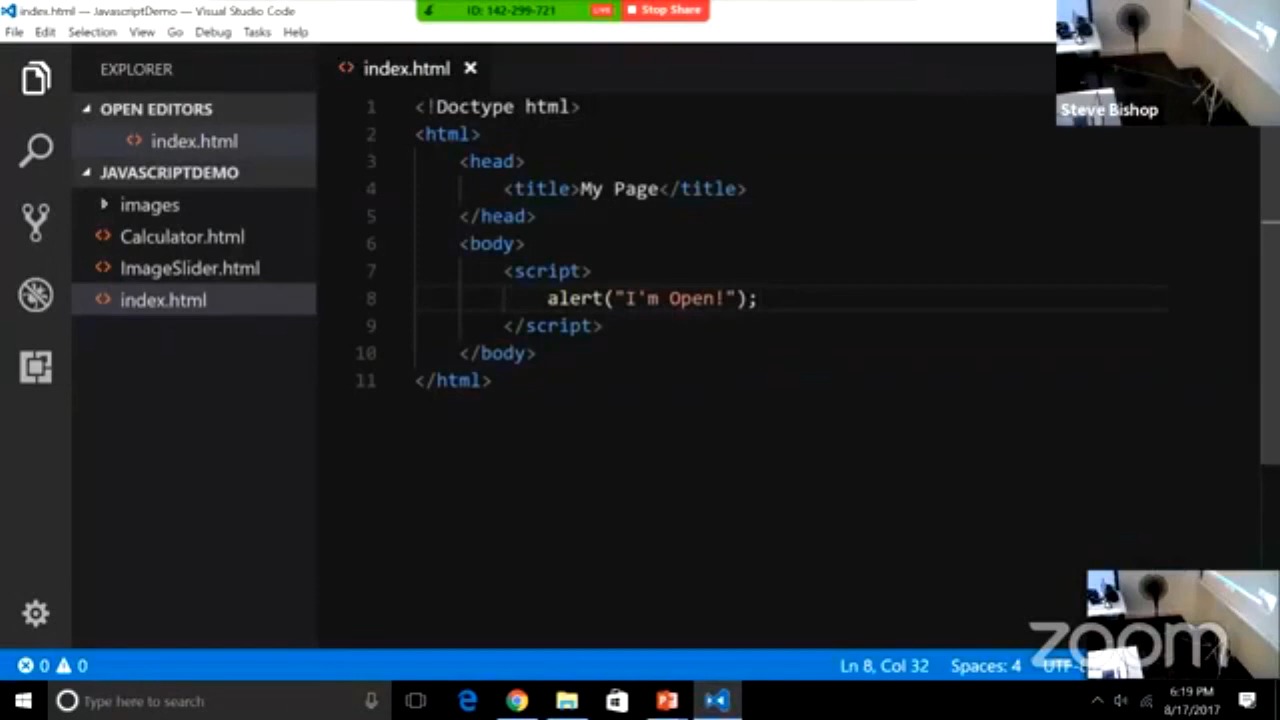 index.html — JavascriptDemo — Visual Studio Code
ID: 142-299-721 LIVE Stop Share
File Edit Selection View Go Debug Tasks Help
Steve Bishop
EXPLORER
OPEN EDITORS
index.html
JAVASCRIPTDEMO
images
Calculator.html
ImageSlider.html
index.html
index.html
1 <!Doctype html>
2 <html>
3 <head>
4 <title>My Page</title>
5 </head>
6 <body>
7 <script>
8 alert("I'm Open!");
9 </script>
10 </body>
11 </html>
zoom
0 0 Ln 8, Col 32 Spaces: 4
Type here to search
6:19 PM
8/17/2017